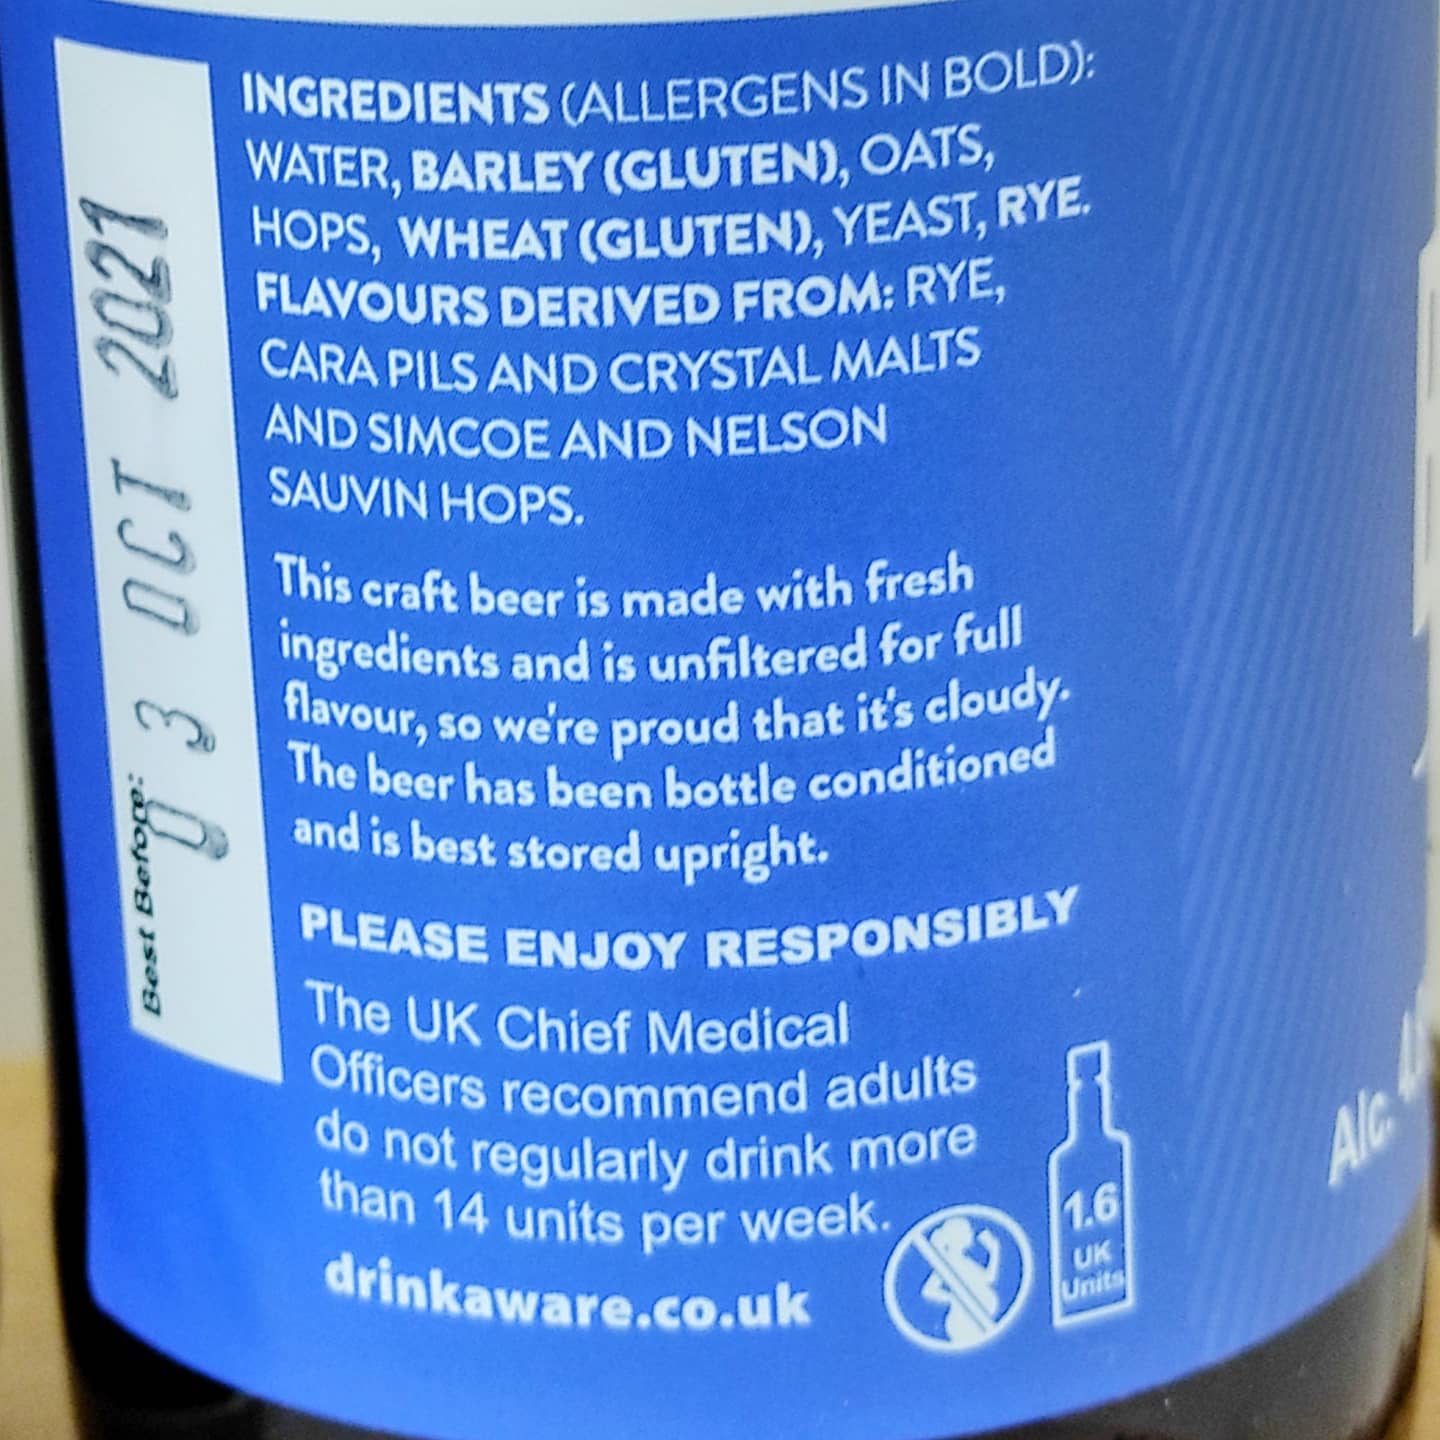 INGREDIENTS (ALLERGENS IN BOLD):
WATER, BARLEY (GLUTEN), OATS,
HOPS, WHEAT (GLUTEN), YEAST, RYE.
FLAVOURS DERIVED FROM: RYE,
CARA PILS AND CRYSTAL MALTS
AND SIMCOE AND NELSON
SAUVIN HOPS.
This craft beer is made with fresh
ingredients and is unfiltered for full
flavour, so we're proud that it's cloudy.
The beer has been bottle conditioned
and is best stored upright.
PLEASE ENJOY RESPONSIBLY
The UK Chief Medical
Officers recommend adults
do not regularly drink more
than 14 units per week.
drinkaware.co.uk
1.6
UK
Units
Best Before:
03 OCT 2021
Alc.